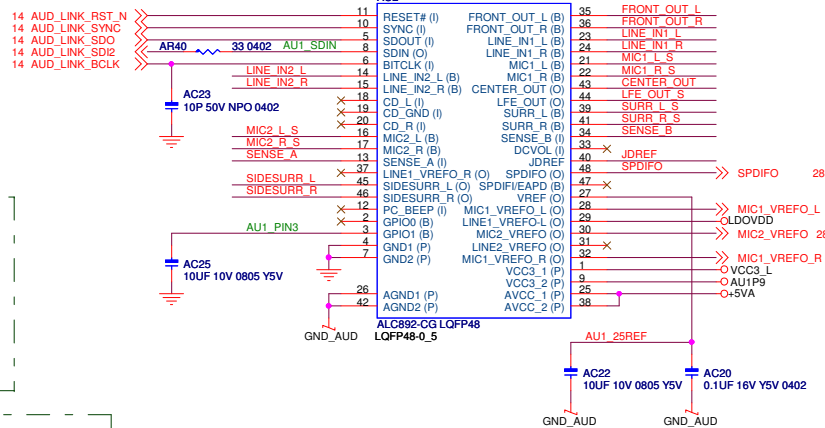 14 AUD_LINK_RST_N 11 RESET# (I) FRONT_OUT_L (B) 35 FRONT_OUT_L
14 AUD_LINK_SYNC 10 SYNC (I) FRONT_OUT_R (B) 36 FRONT_OUT_R
14 AUD_LINK_SDO 5 SDOUT (I) LINE_IN1_L (B) 23 LINE_IN1_L
14 AUD_LINK_SDI2 AR40 33 0402 AU1_SDIN 8 SDIN (O) LINE_IN1_R (B) 24 LINE_IN1_R
14 AUD_LINK_BCLK 6 BITCLK (I) MIC1_L (B) 21 MIC1_L_S
LINE_IN2_L 14 LINE_IN2_L (B) MIC1_R (B) 22 MIC1_R_S
LINE_IN2_R 15 LINE_IN2_R (B) CENTER_OUT (O) 43 CENTER_OUT
AC23 18 CD_L (I) LFE_OUT (O) 44 LFE_OUT_S
10P 50V NPO 0402 19 CD_GND (I) SURR_L (B) 39 SURR_L_S
20 CD_R (I) SURR_R (B) 41 SURR_R_S
MIC2_L_S 16 MIC2_L (B) SENSE_B (I) 34 SENSE_B
MIC2_R_S 17 MIC2_R (B) DCVOL (I) 33
SENSE_A 13 SENSE_A (I) JDREF 40 JDREF
37 LINE1_VREFO_R (O) SPDIFO (O) 48 SPDIFO SPDIFO 28
SIDESURR_L 45 SIDESURR_L (O) SPDIFI/EAPD (B) 47
SIDESURR_R 46 SIDESURR_R (O) VREF (O) 27
12 PC_BEEP (I) MIC1_VREFO_L (O) 28 MIC1_VREFO_L
2 GPIO0 (B) LINE1_VREFO-L (O) 29 LDOVDD
AU1_PIN3 3 GPIO1 (B) MIC2_VREFO (O) 30 MIC2_VREFO 28
4 GND1 (P) LINE2_VREFO (O) 31
7 GND2 (P) MIC1_VREFO_R (O) 32 MIC1_VREFO_R
AC25 VCC3_1 (P) 1 VCC3_L
10UF 10V 0805 Y5V VCC3_2 (P) 9 AU1P9
26 AGND1 (P) AVCC_1 (P) 25 +5VA
42 AGND2 (P) AVCC_2 (P) 38
ALC892-CG LQFP48
GND_AUD LQFP48-0_5 AU1_25REF
AC22 AC20
10UF 10V 0805 Y5V 0.1UF 16V Y5V 0402
GND_AUD GND_AUD